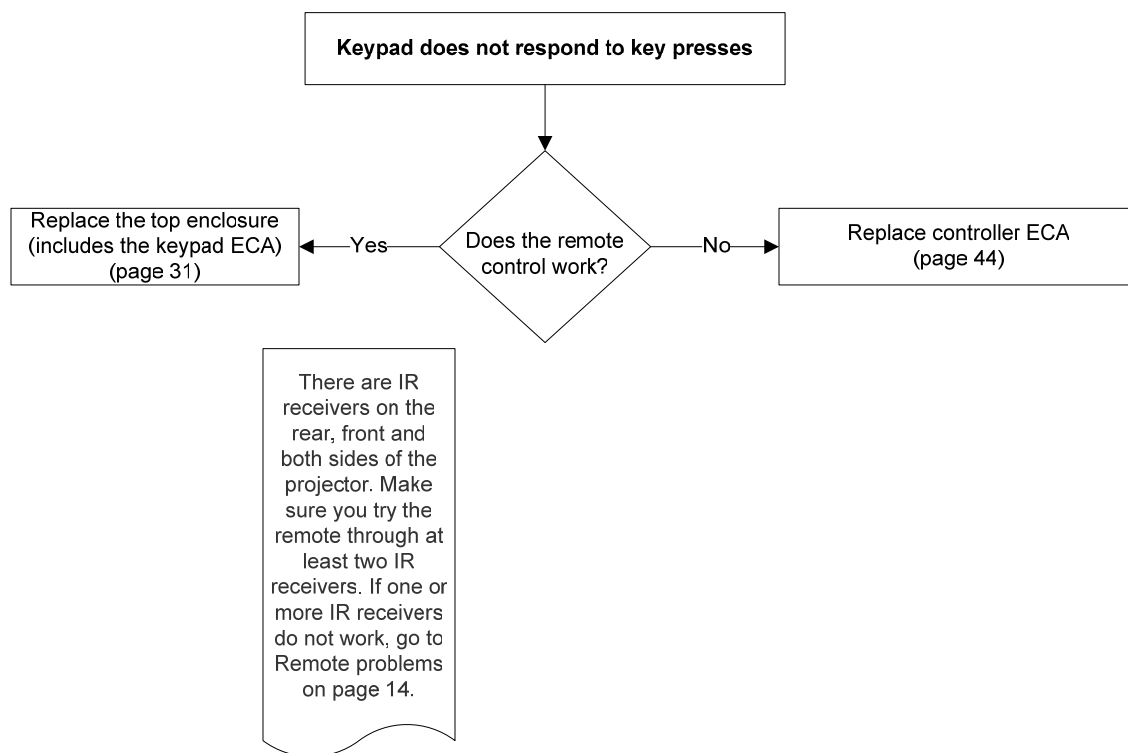 Keypad does not respond to key presses
Replace the top enclosure
(includes the keypad ECA)
(page 31)
Yes
Does the remote
control work?
No
Replace controller ECA
(page 44)
There are IR
receivers on the
rear, front and
both sides of the
projector. Make
sure you try the
remote through at
least two IR
receivers. If one or
more IR receivers
do not work, go to
Remote problems
on page 14.